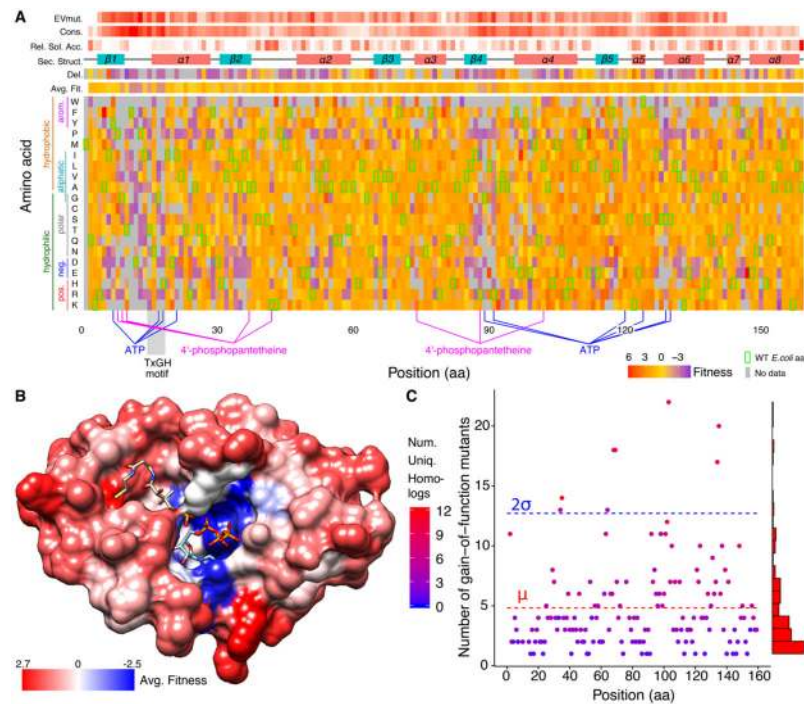 A
EVmut.
Cons.
Rel. Sol. Acc.
Sec. Struct.
β1 α1 β2 α2 β3 α3 β4 α4 β5 α5 α6 α7 α8
Del.
Avg. Fit.
Amino acid
hydrophobic
hydrophilic
arom.
aliphatic
polar
neg.
pos.
W
F
Y
P
M
I
L
V
A
G
C
S
T
Q
N
D
E
H
R
K
0 30 60 90 120 150
ATP
4'-phosphopantetheine
4'-phosphopantetheine
ATP
TxGH
motif
Position (aa)
6 3 0 −3
Fitness
WT E.coli aa
No data
B
2.7 0 -2.5
Avg. Fitness
C
Num.
Uniq.
Homo-
logs
12
9
6
3
0
Number of gain-of-function mutants
20
15
10
5
0
2σ
μ
0 20 40 60 80 100 120 140 160
Position (aa)